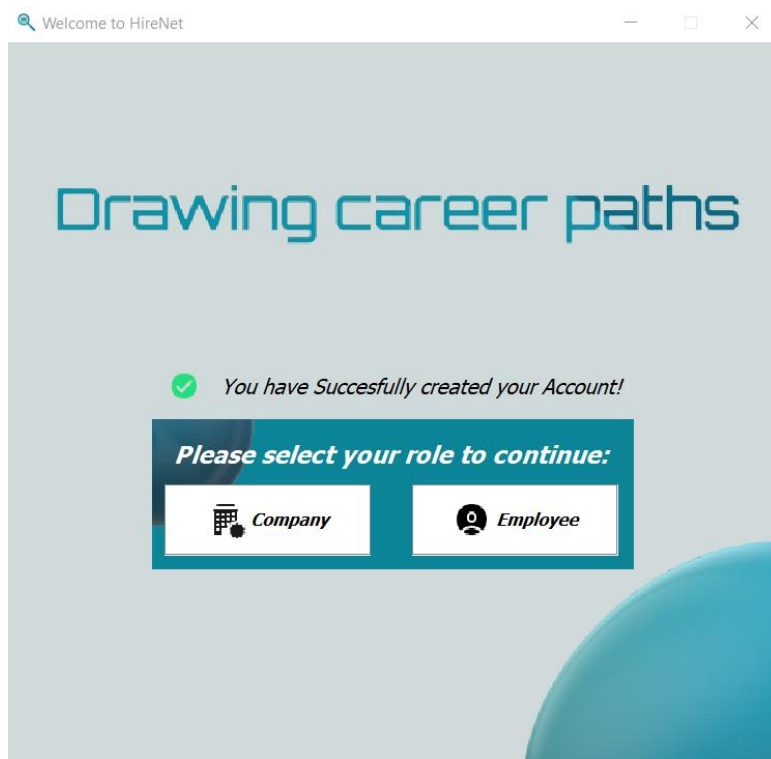 Welcome to HireNet
Drawing career paths
You have Succesfully created your Account!
Please select your role to continue:
Company
Employee